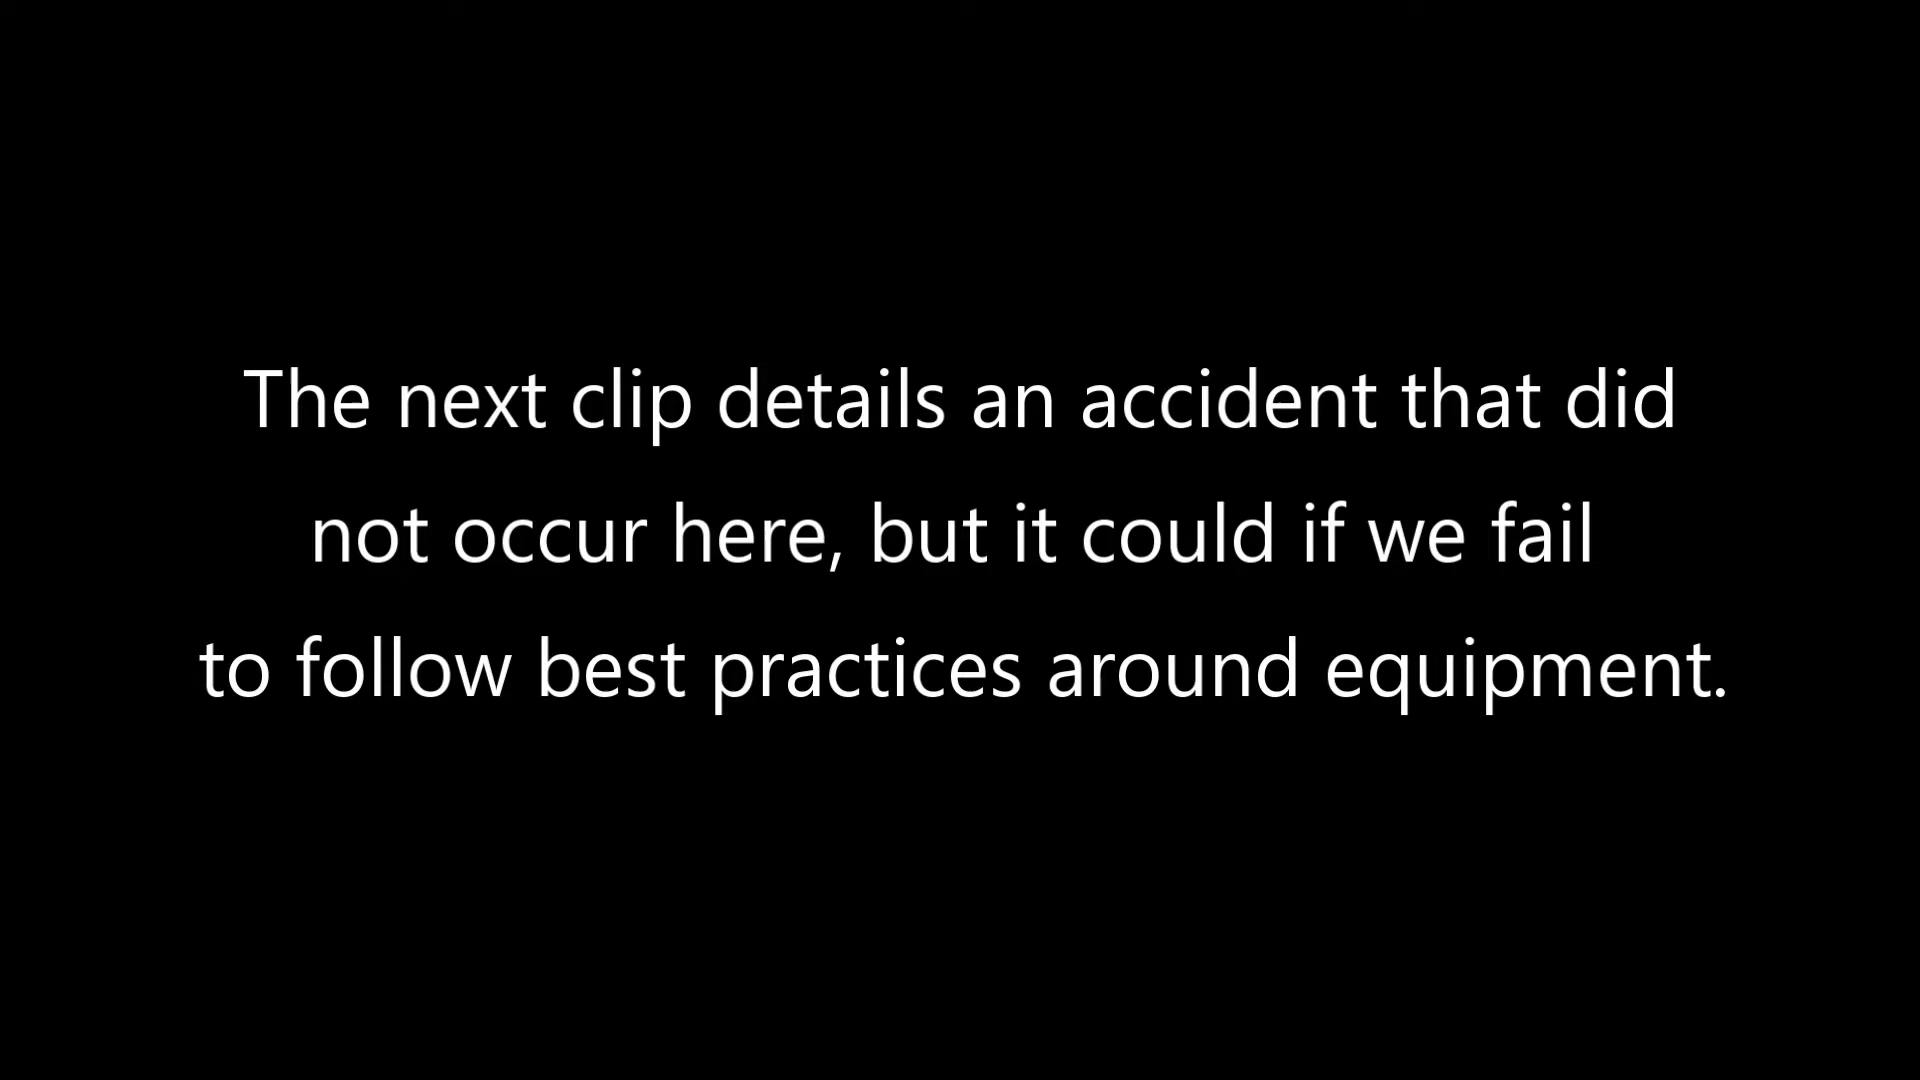 The next clip details an accident that did
not occur here, but it could if we fail
to follow best practices around equipment.